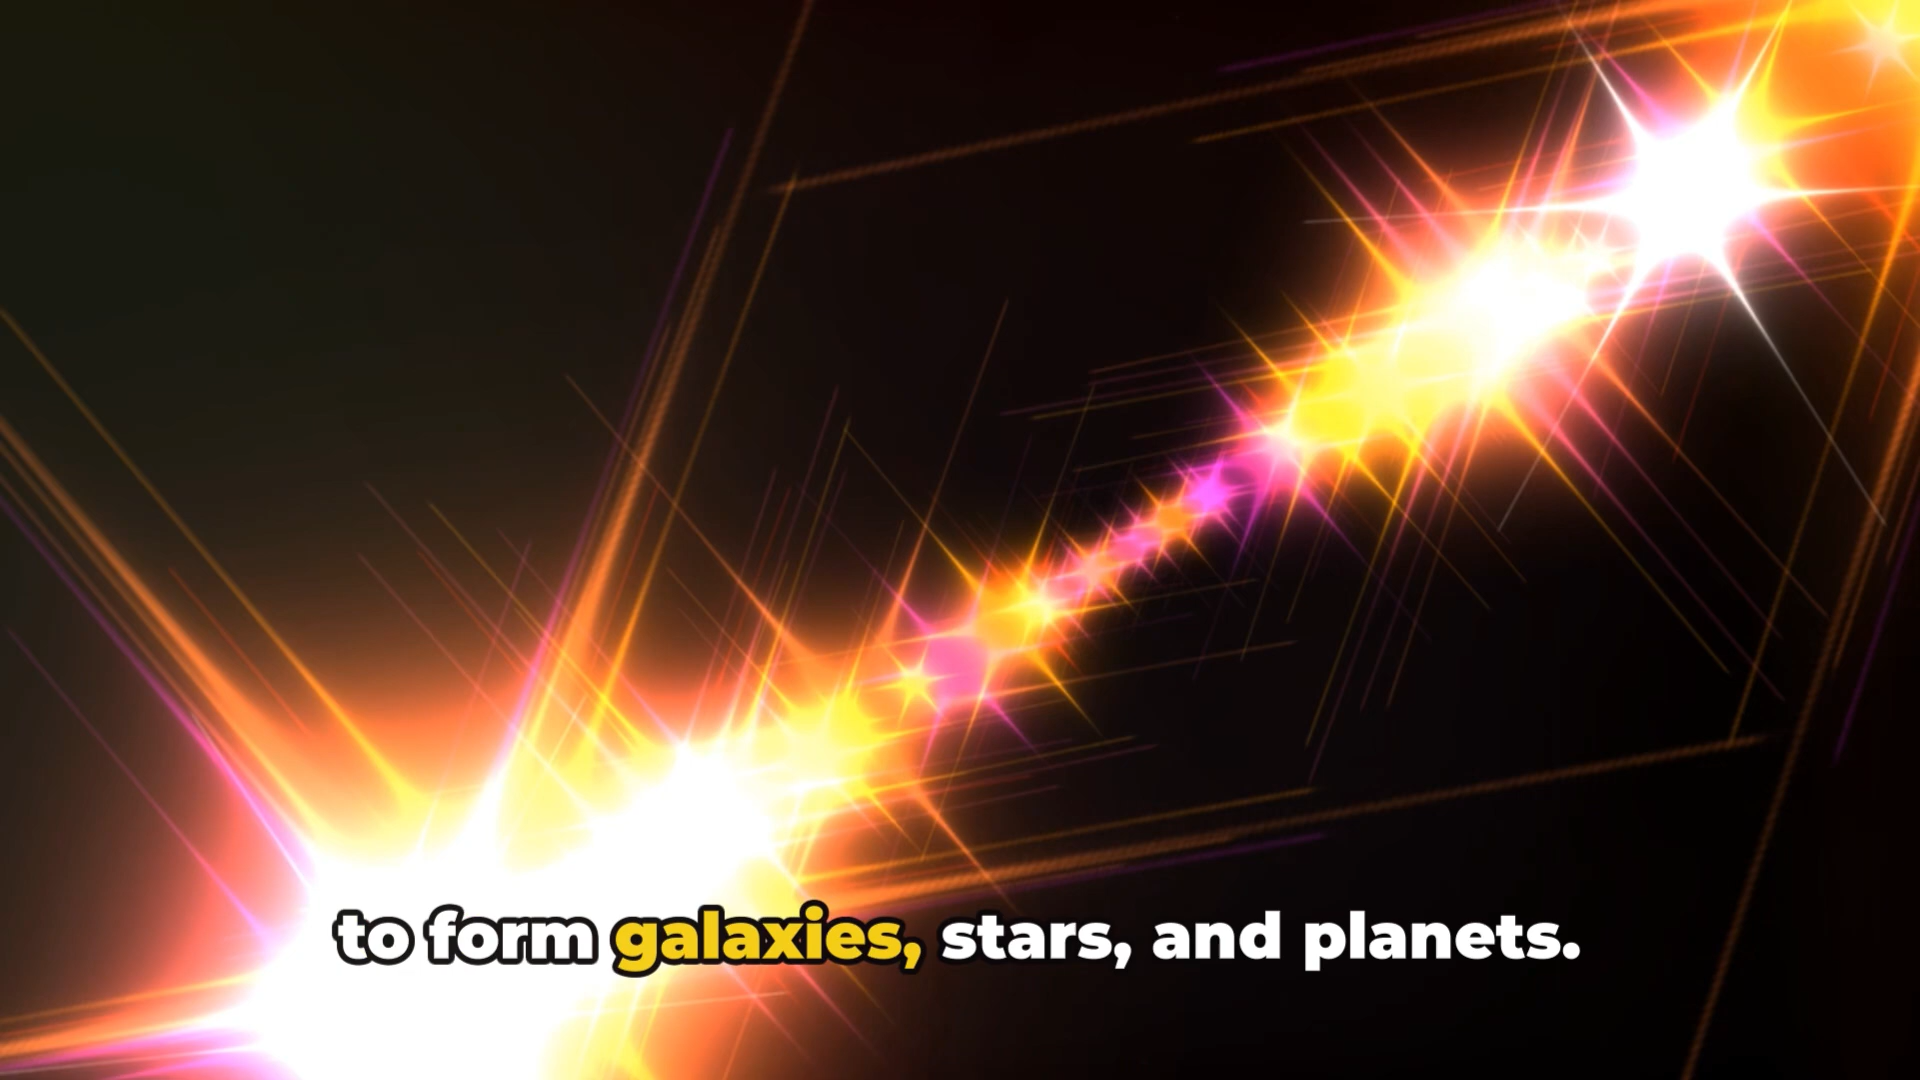 to form galaxies, stars, and planets.